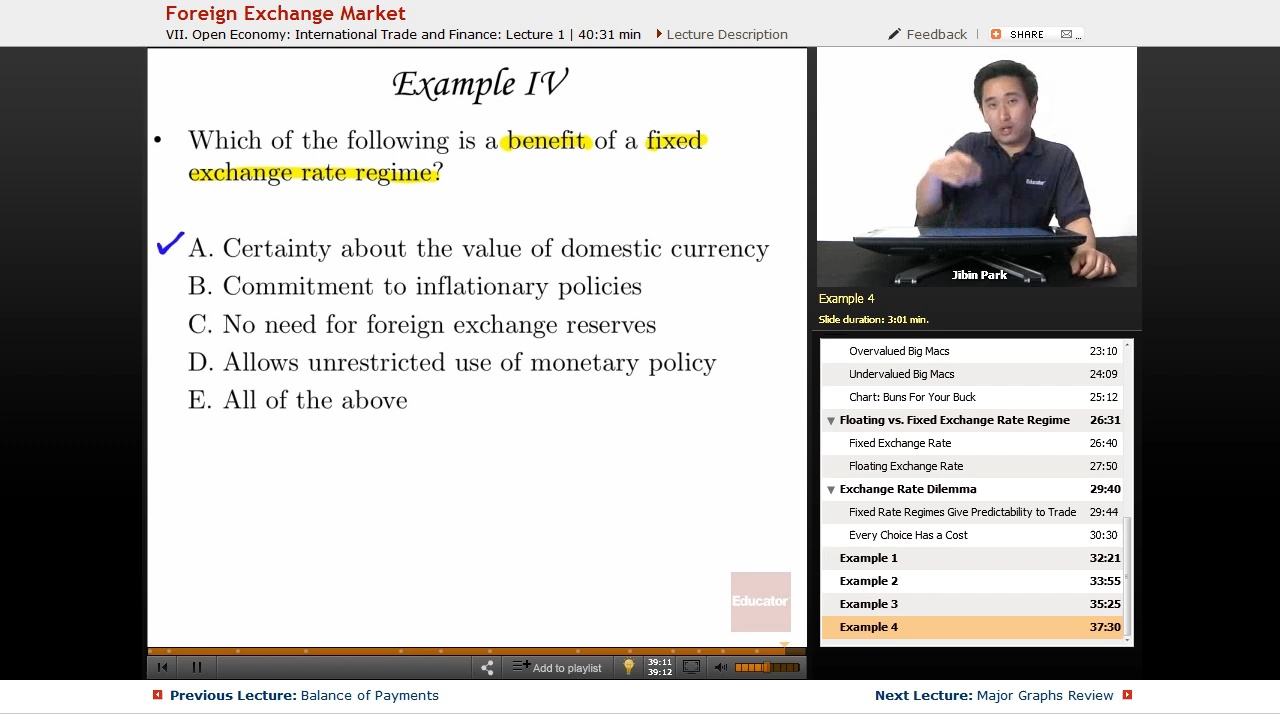 Foreign Exchange Market
VII. Open Economy: International Trade and Finance: Lecture 1 | 40:31 min
Lecture Description
Feedback
SHARE
...
Example IV
• Which of the following is a benefit of a fixed
exchange rate regime?
A. Certainty about the value of domestic currency
B. Commitment to inflationary policies
C. No need for foreign exchange reserves
D. Allows unrestricted use of monetary policy
E. All of the above
Educator
Educator
Jibin Park
Example 4
Slide duration: 3:01 min.
Overvalued Big Macs 23:10
Undervalued Big Macs 24:09
Chart: Buns For Your Buck 25:12
Floating vs. Fixed Exchange Rate Regime 26:31
Fixed Exchange Rate 26:40
Floating Exchange Rate 27:50
Exchange Rate Dilemma 29:40
Fixed Rate Regimes Give Predictability to Trade 29:44
Every Choice Has a Cost 30:30
Example 1 32:21
Example 2 33:55
Example 3 35:25
Example 4 37:30
Add to playlist
39:11
39:12
Previous Lecture: Balance of Payments
Next Lecture: Major Graphs Review